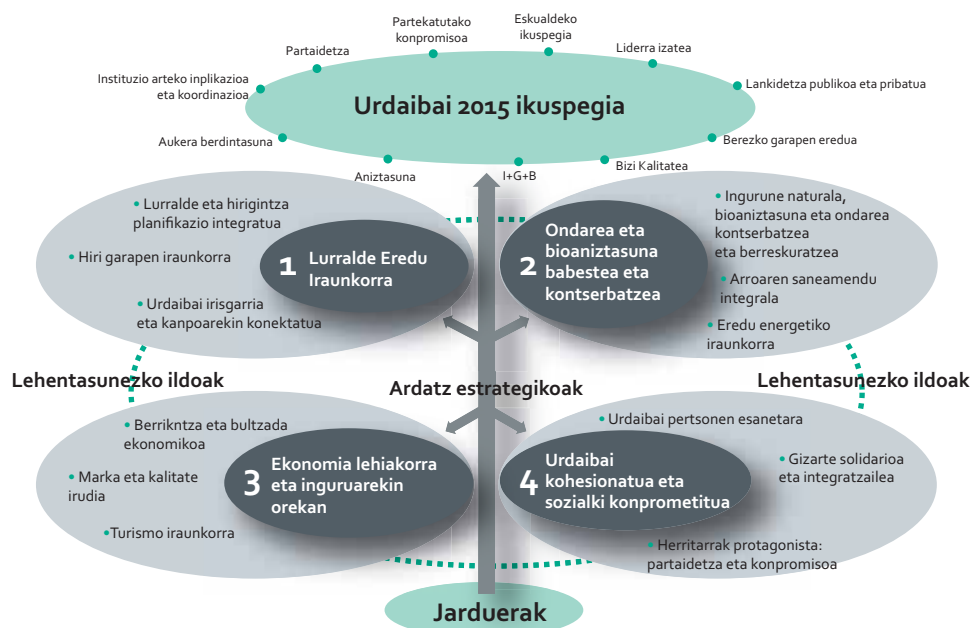 Partekatutako
konpromisoa
Eskualdeko
ikuspegia
Partaidetza
Liderra izatea
Instituzio arteko inplikazioa
eta koordinazioa
Lankidetza publikoa eta pribatua
Urdaibai 2015 ikuspegia
Aukera berdintasuna
Berezko garapen eredua
Aniztasuna
I+G+B
Bizi Kalitatea
• Lurralde eta hirigintza
planifikazio integratua
• Hiri garapen iraunkorra
• Urdaibai irisgarria
eta kanpoarekin konektatua
1 Lurralde Eredu
Iraunkorra
2 Ondarea eta
bioaniztasuna
babestea eta
kontserbatzea
• Ingurune naturala,
bioaniztasuna eta ondarea
kontserbatzea
eta berreskuratzea
• Arroaren saneamendu
integrala
• Eredu energetiko
iraunkorra
Lehentasunezko ildoak
Ardatz estrategikoak
Lehentasunezko ildoak
• Berrikntza eta bultzada
ekonomikoa
• Marka eta kalitate
irudia
• Turismo iraunkorra
3 Ekonomia lehiakorra
eta inguruarekin
orekan
• Urdaibai pertsonen esanetara
4 Urdaibai
kohesionatua eta
sozialki konprometitua
• Gizarte solidarioa
eta integratzailea
• Herritarrak protagonista:
partaidetza eta konpromisoa
Jarduerak